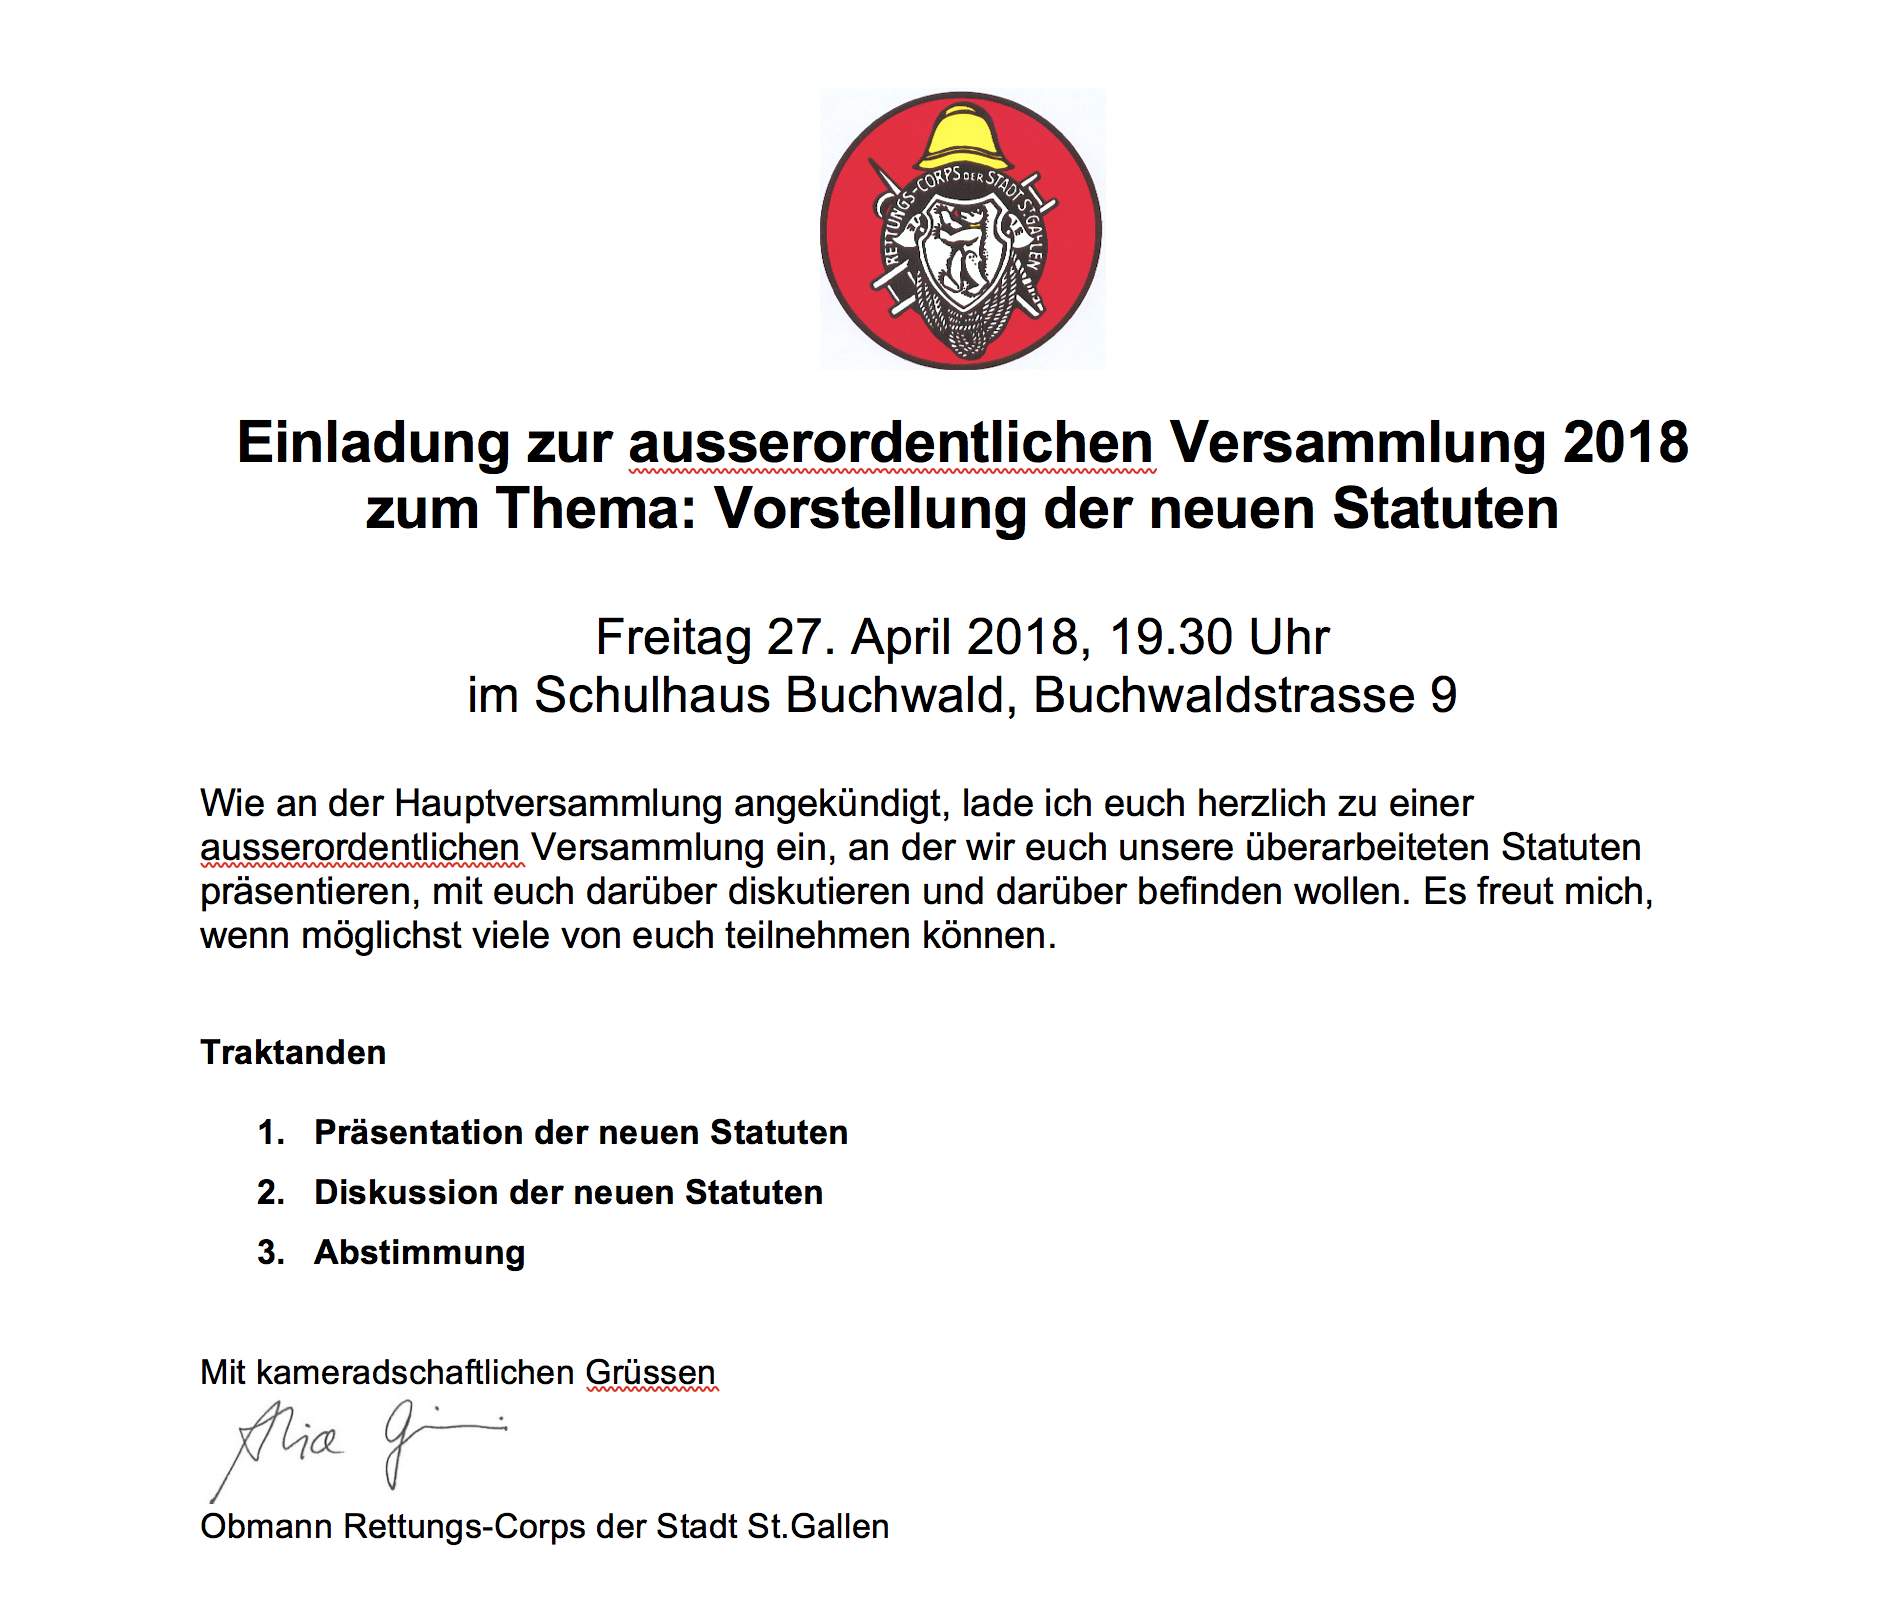 RETTUNGS-CORPS DER STADT ST.GALLEN
Einladung zur ausserordentlichen Versammlung 2018
zum Thema: Vorstellung der neuen Statuten
Freitag 27. April 2018, 19.30 Uhr
im Schulhaus Buchwald, Buchwaldstrasse 9
Wie an der Hauptversammlung angekündigt, lade ich euch herzlich zu einer
ausserordentlichen Versammlung ein, an der wir euch unsere überarbeiteten Statuten
präsentieren, mit euch darüber diskutieren und darüber befinden wollen. Es freut mich,
wenn möglichst viele von euch teilnehmen können.
Traktanden
1. Präsentation der neuen Statuten
2. Diskussion der neuen Statuten
3. Abstimmung
Mit kameradschaftlichen Grüssen
Obmann Rettungs-Corps der Stadt St.Gallen